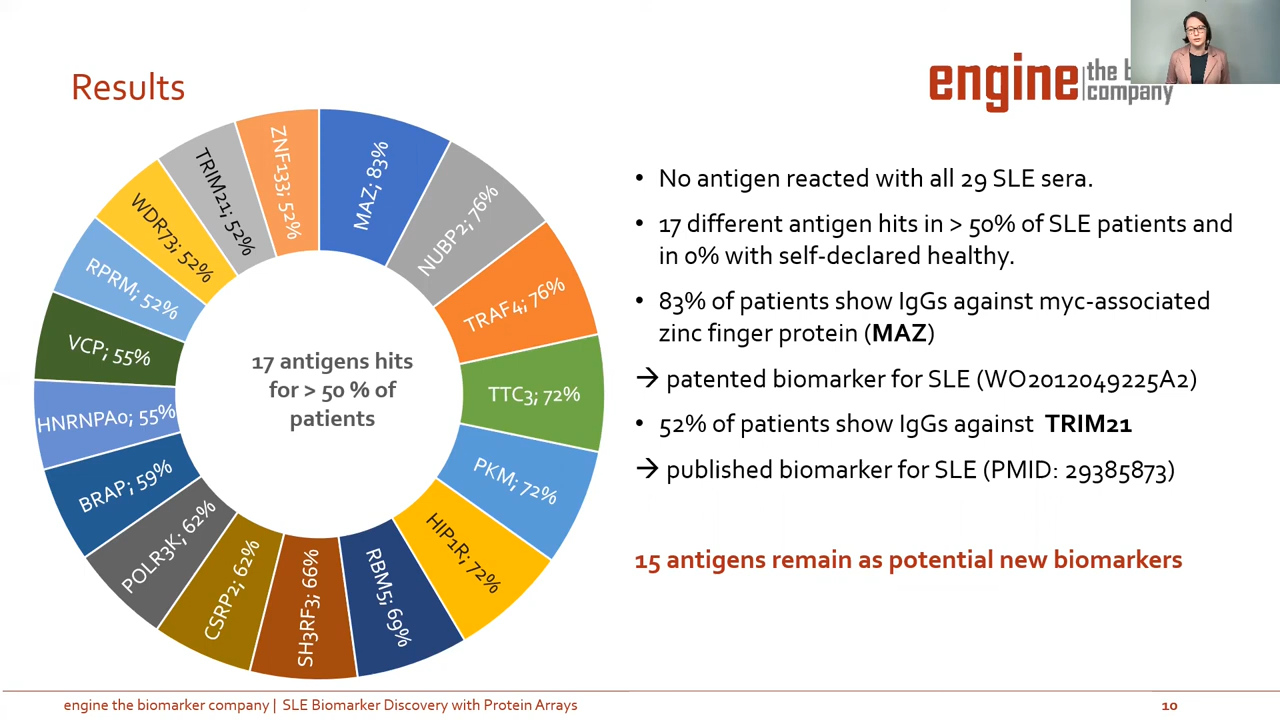 Results
engine
the b
company
ZNF133; 52%
MAZ; 83%
NUBP2; 76%
TRAF4; 76%
TTC3; 72%
PKM; 72%
HIP1R; 72%
RBM5; 69%
SH3RF3; 66%
CSRP2; 62%
POLR3K; 62%
BRAP; 59%
HNRNPA0; 55%
VCP; 55%
RPRM; 52%
WDR73; 52%
TRIM21; 52%
17 antigens hits
for > 50 % of
patients
• No antigen reacted with all 29 SLE sera.
• 17 different antigen hits in > 50% of SLE patients and
in 0% with self-declared healthy.
• 83% of patients show IgGs against myc-associated
zinc finger protein (MAZ)
→ patented biomarker for SLE (WO2012049225A2)
• 52% of patients show IgGs against TRIM21
→ published biomarker for SLE (PMID: 29385873)
15 antigens remain as potential new biomarkers
engine the biomarker company | SLE Biomarker Discovery with Protein Arrays
10